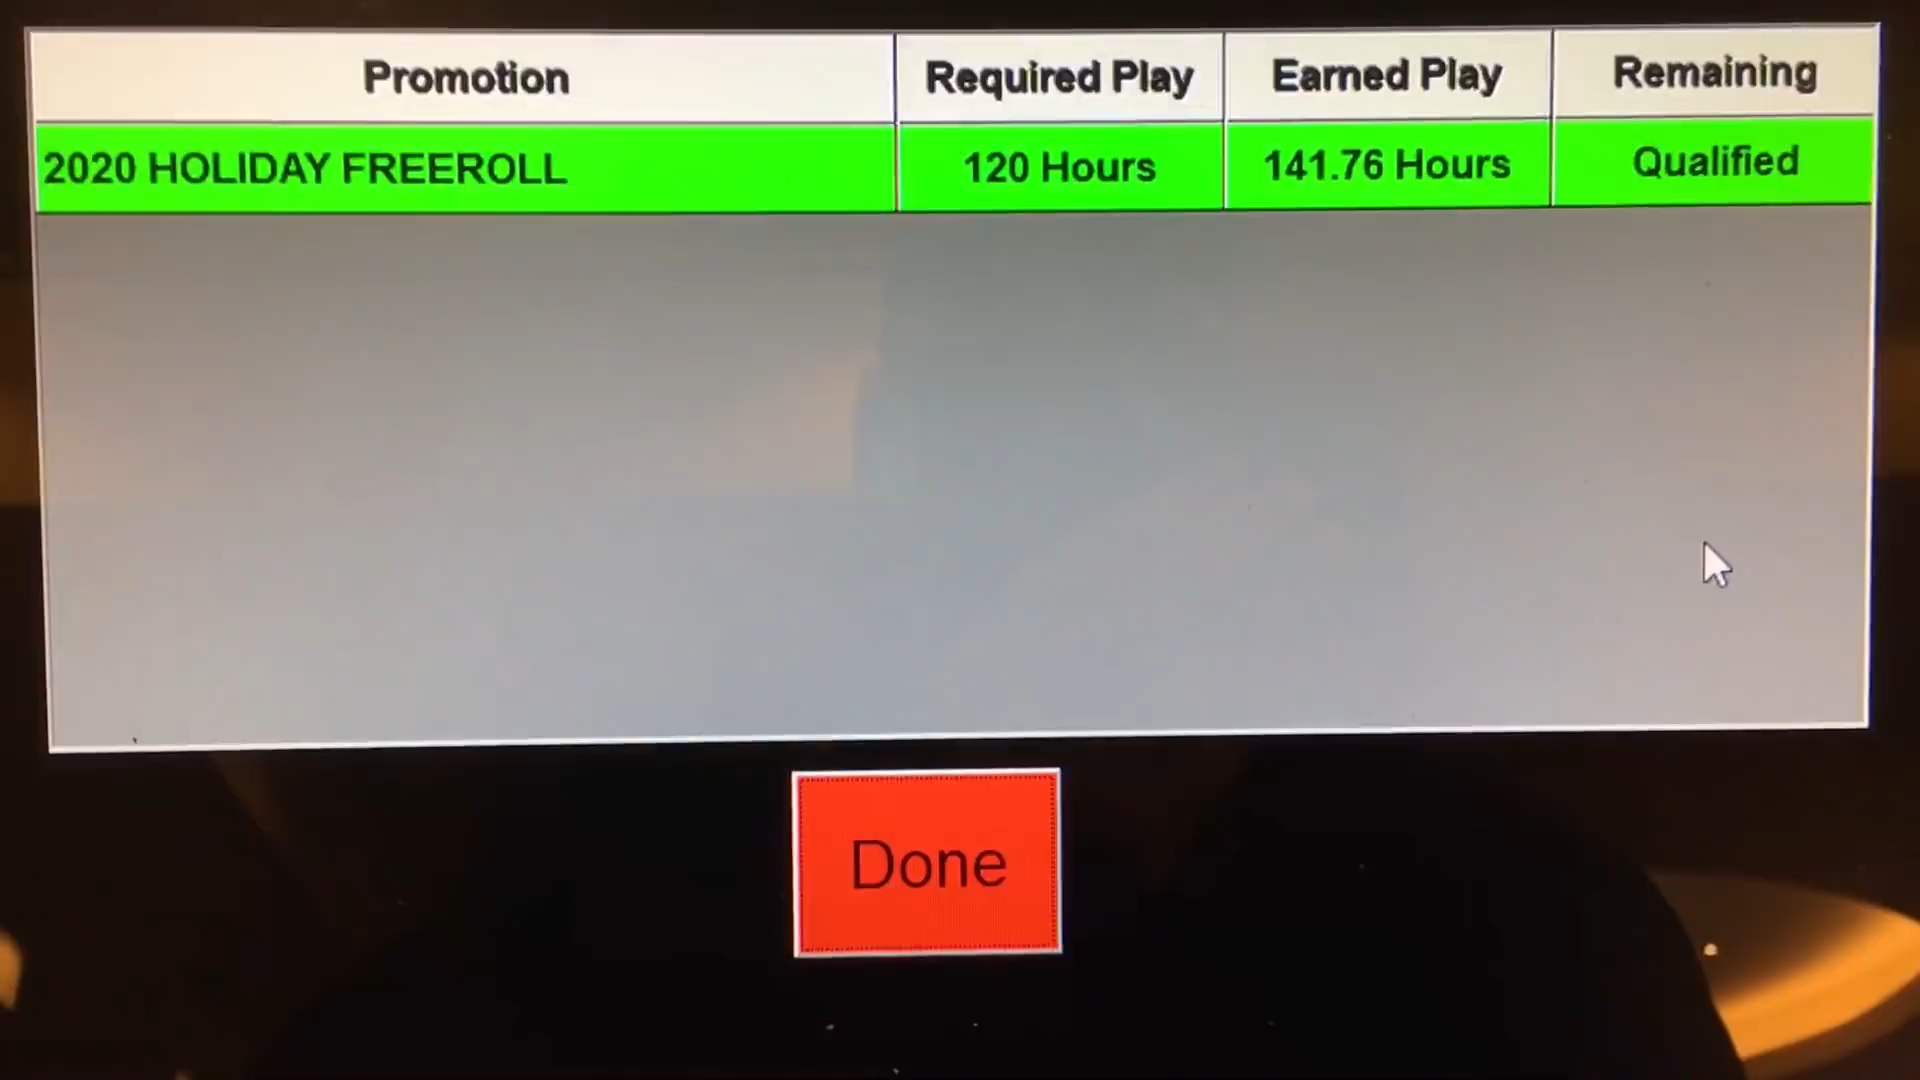 Promotion Required Play Earned Play Remaining
2020 HOLIDAY FREEROLL 120 Hours 141.76 Hours Qualified
Done